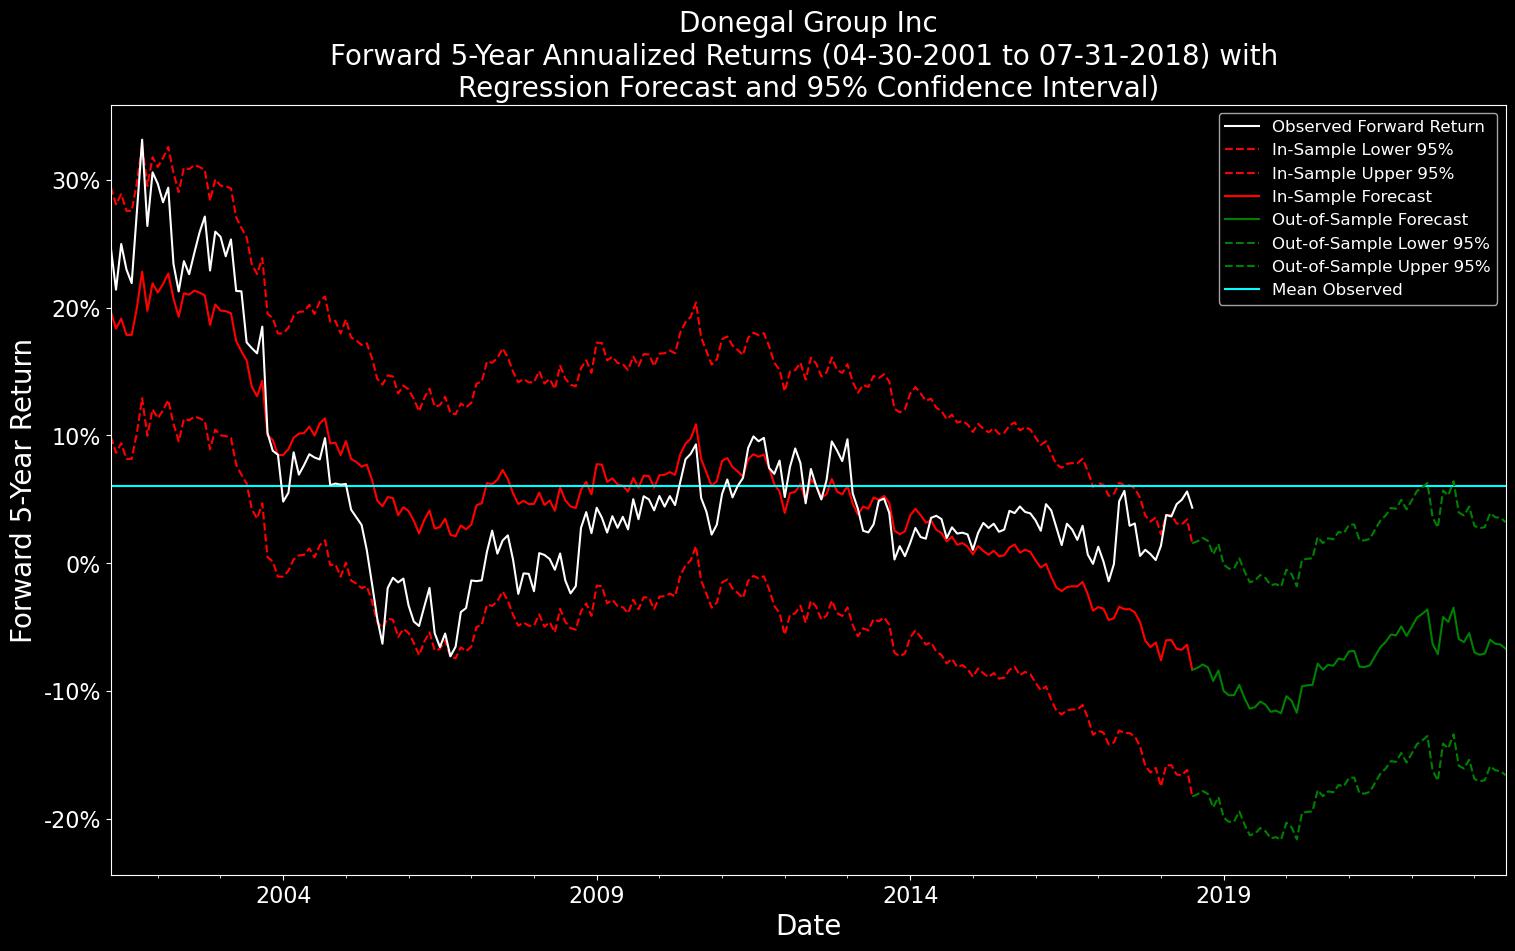 Donegal Group Inc
Forward 5-Year Annualized Returns (04-30-2001 to 07-31-2018) with
Regression Forecast and 95% Confidence Interval)
Observed Forward Return
In-Sample Lower 95%
In-Sample Upper 95%
In-Sample Forecast
Out-of-Sample Forecast
Out-of-Sample Lower 95%
Out-of-Sample Upper 95%
Mean Observed
Forward 5-Year Return
30%
20%
10%
0%
-10%
-20%
2004
2009
2014
2019
Date